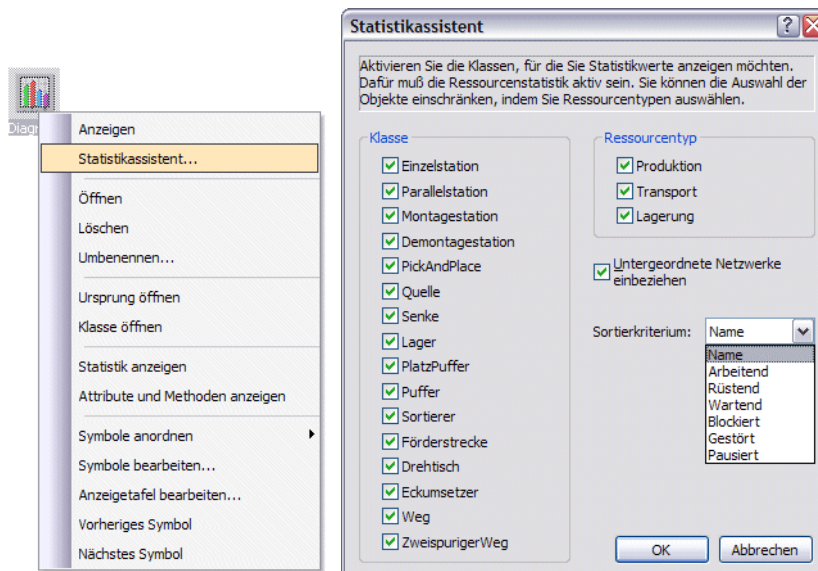 Diagr
Anzeigen
Statistikassistent...
Öffnen
Löschen
Umbenennen...
Ursprung öffnen
Klasse öffnen
Statistik anzeigen
Attribute und Methoden anzeigen
Symbole anordnen
Symbole bearbeiten...
Anzeigetafel bearbeiten...
Vorheriges Symbol
Nächstes Symbol
Statistikassistent
Aktivieren Sie die Klassen, für die Sie Statistikwerte anzeigen möchten.
Dafür muß die Ressourcenstatistik aktiv sein. Sie können die Auswahl der
Objekte einschränken, indem Sie Ressourcentypen auswählen.
Klasse
Einzelstation
Parallelstation
Montagestation
Demontagestation
PickAndPlace
Quelle
Senke
Lager
PlatzPuffer
Puffer
Sortierer
Förderstrecke
Drehtisch
Eckumsetzer
Weg
ZweispurigerWeg
Ressourcentyp
Produktion
Transport
Lagerung
Untergeordnete Netzwerke
einbeziehen
Sortierkriterium: Name
Name
Arbeitend
Rüstend
Wartend
Blockiert
Gestört
Pausiert
OK Abbrechen